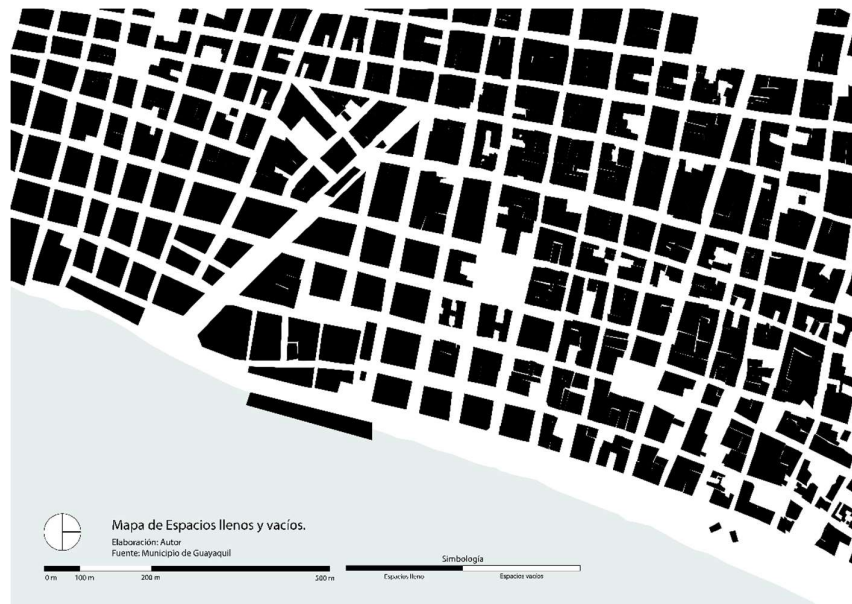 Mapa de Espacios llenos y vacíos.
Elaboración: Autor
Fuente: Municipio de Guayaquil
0 m 100 m 200 m 500 m
Simbología
Espacios lleno Espacios vacíos